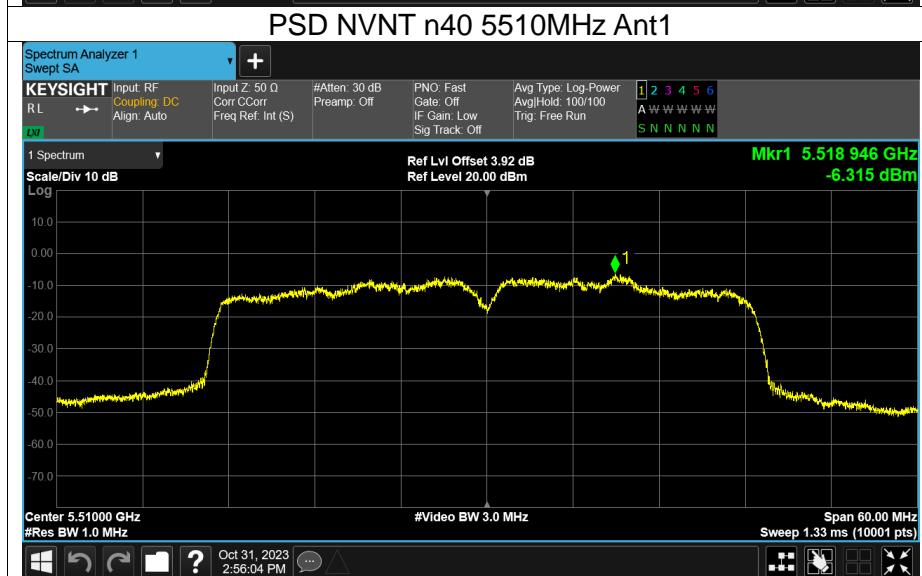 PSD NVNT n40 5510MHz Ant1
Spectrum Analyzer 1
Swept SA
+
KEYSIGHT
RL
LXI
Input: RF
Coupling: DC
Align: Auto
Input Z: 50 Ω
Corr CCorr
Freq Ref: Int (S)
#Atten: 30 dB
Preamp: Off
PNO: Fast
Gate: Off
IF Gain: Low
Sig Track: Off
Avg Type: Log-Power
Avg|Hold: 100/100
Trig: Free Run
1 2 3 4 5 6
A W W W W W
S N N N N N
1 Spectrum
Scale/Div 10 dB
Log
Ref Lvl Offset 3.92 dB
Ref Level 20.00 dBm
Mkr1 5.518 946 GHz
-6.315 dBm
10.0
0.00
-10.0
-20.0
-30.0
-40.0
-50.0
-60.0
-70.0
1
Center 5.51000 GHz
#Res BW 1.0 MHz
#Video BW 3.0 MHz
Span 60.00 MHz
Sweep 1.33 ms (10001 pts)
?
Oct 31, 2023
2:56:04 PM